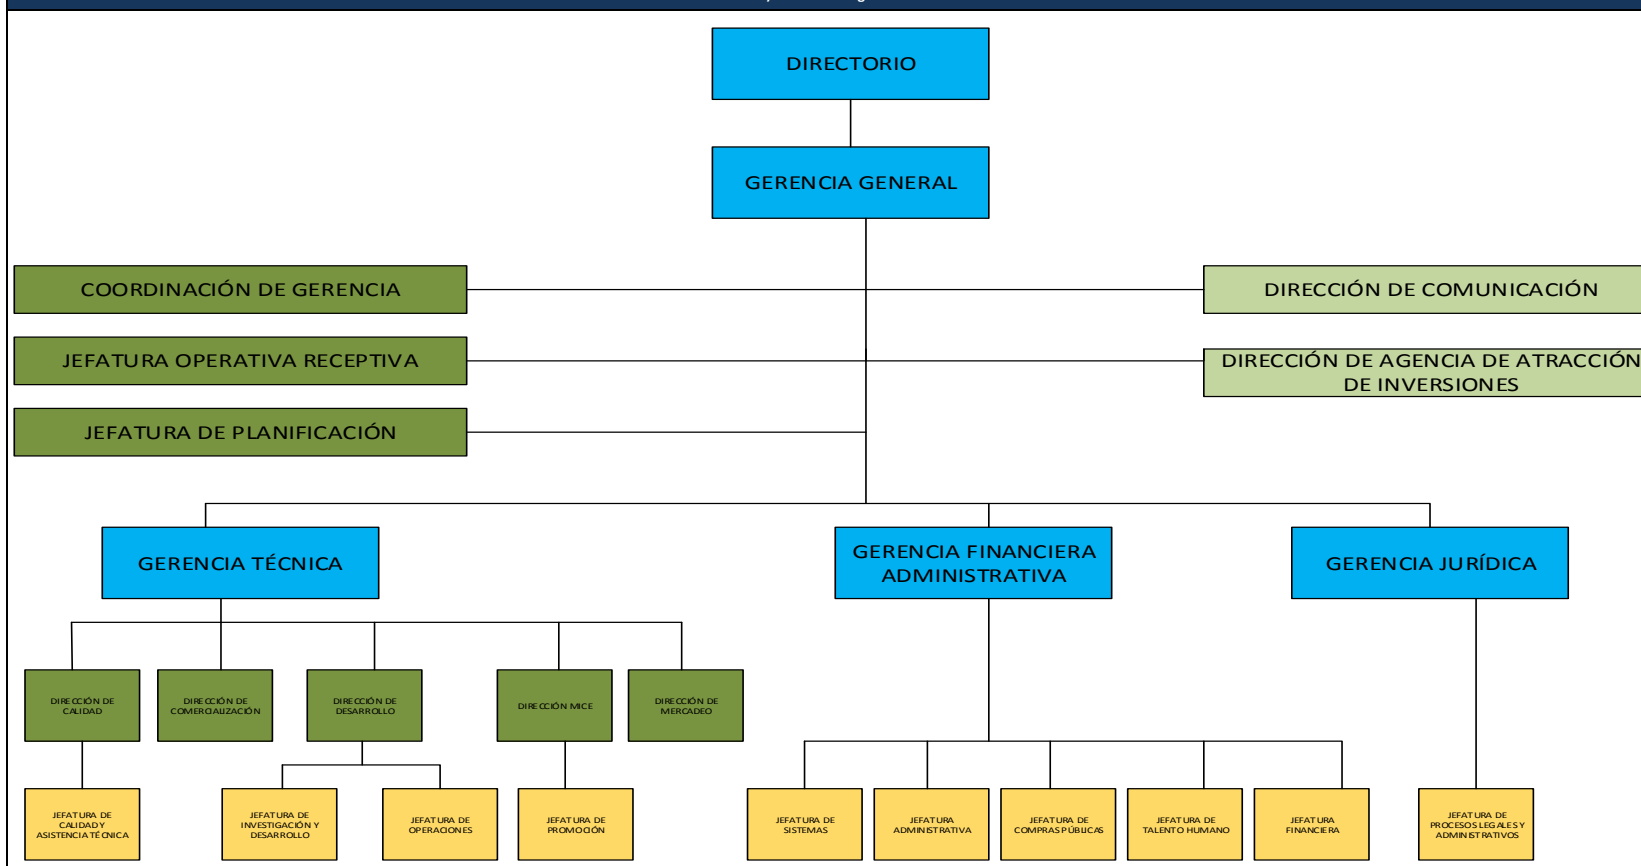 DIRECTORIO
GERENCIA GENERAL
COORDINACIÓN DE GERENCIA
DIRECCIÓN DE COMUNICACIÓN
JEFATURA OPERATIVA RECEPTIVA
DIRECCIÓN DE AGENCIA DE ATRACCIÓN
DE INVERSIONES
JEFATURA DE PLANIFICACIÓN
GERENCIA TÉCNICA
GERENCIA FINANCIERA
ADMINISTRATIVA
GERENCIA JURÍDICA
DIRECCIÓN DE
CALIDAD
DIRECCIÓN DE
COMERCIALIZACIÓN
DIRECCIÓN DE
DESARROLLO
DIRECCIÓN MICE
DIRECCIÓN DE
MERCADEO
JEFATURA DE
CALIDAD Y
ASISTENCIA TÉCNICA
JEFATURA DE
INVESTIGACIÓN Y
DESARROLLO
JEFATURA DE
OPERACIONES
JEFATURA DE
PROMOCIÓN
JEFATURA DE
SISTEMAS
JEFATURA
ADMINISTRATIVA
JEFATURA DE
COMPRAS PÚBLICAS
JEFATURA DE
TALENTO HUMANO
JEFATURA
FINANCIERA
JEFATURA DE
PROCESOS LEGALES Y
ADMINISTRATIVOS